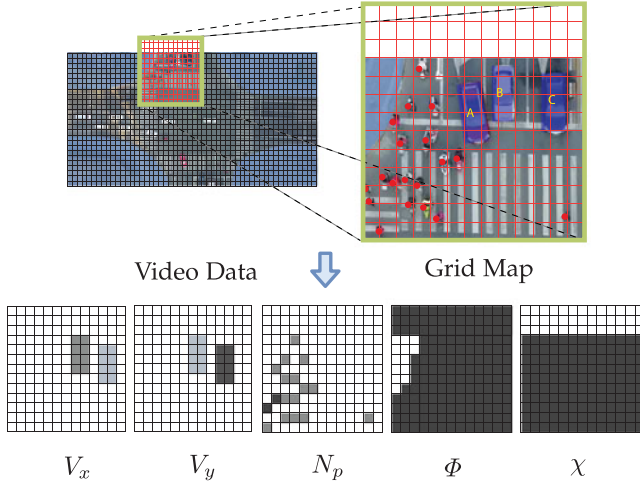 A
B
C
Video Data
Grid Map
V_x
V_y
N_p
Φ
χ